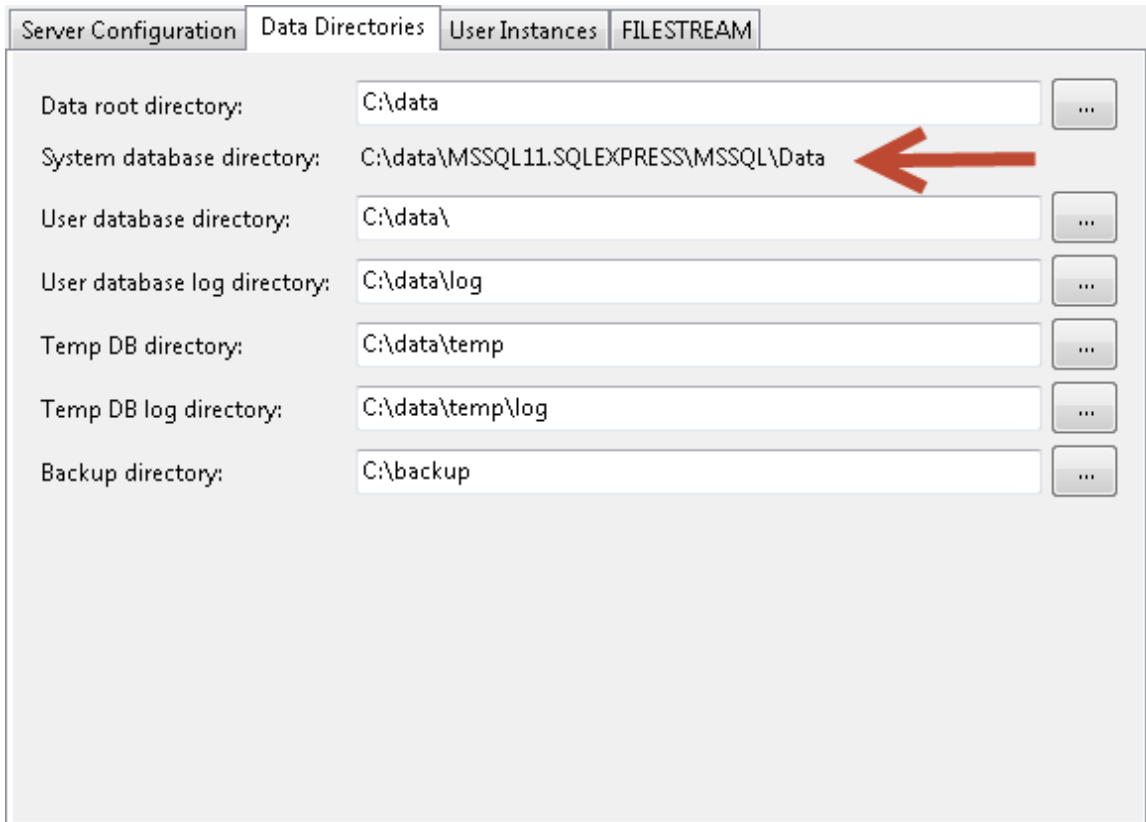 Server Configuration Data Directories User Instances FILESTREAM
Data root directory: C:\data ...
System database directory: C:\data\MSSQL11.SQLEXPRESS\MSSQL\Data
User database directory: C:\data\ ...
User database log directory: C:\data\log ...
Temp DB directory: C:\data\temp ...
Temp DB log directory: C:\data\temp\log ...
Backup directory: C:\backup ...